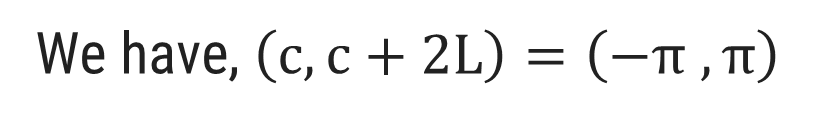 We have, (c, c + 2L) = (−π , π)